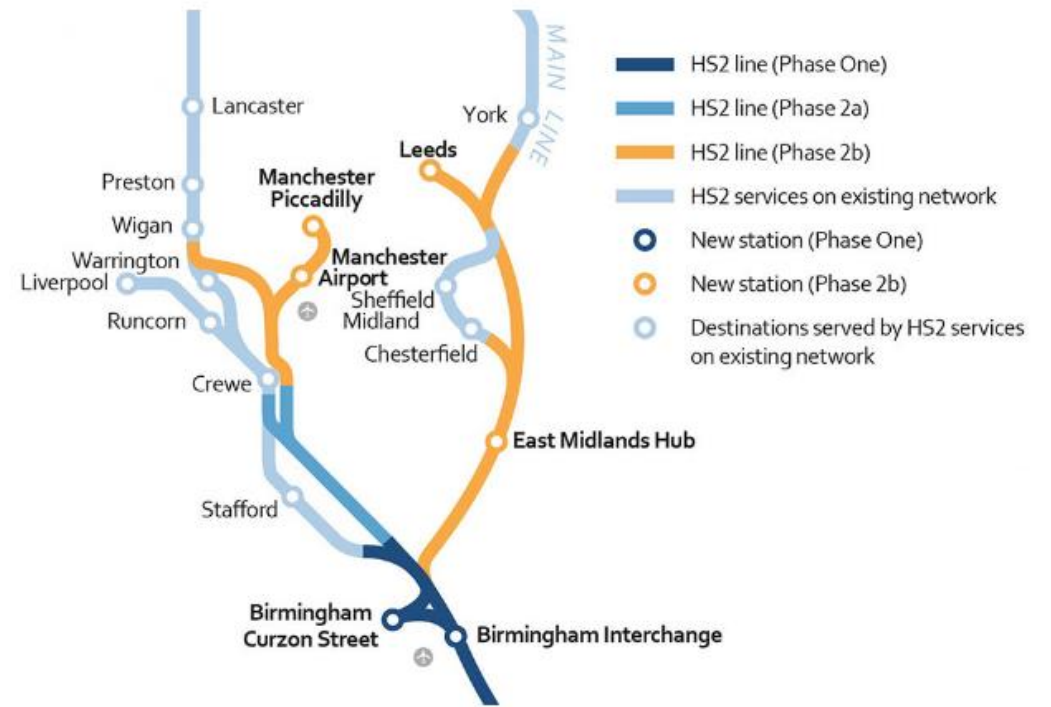 MAIN LINE
Lancaster
York
Leeds
Preston
Manchester
Piccadilly
Wigan
Warrington
Manchester
Airport
Liverpool
Sheffield
Midland
Runcorn
Chesterfield
Crewe
East Midlands Hub
Stafford
Birmingham
Curzon Street
Birmingham Interchange
HS2 line (Phase One)
HS2 line (Phase 2a)
HS2 line (Phase 2b)
HS2 services on existing network
New station (Phase One)
New station (Phase 2b)
Destinations served by HS2 services
on existing network